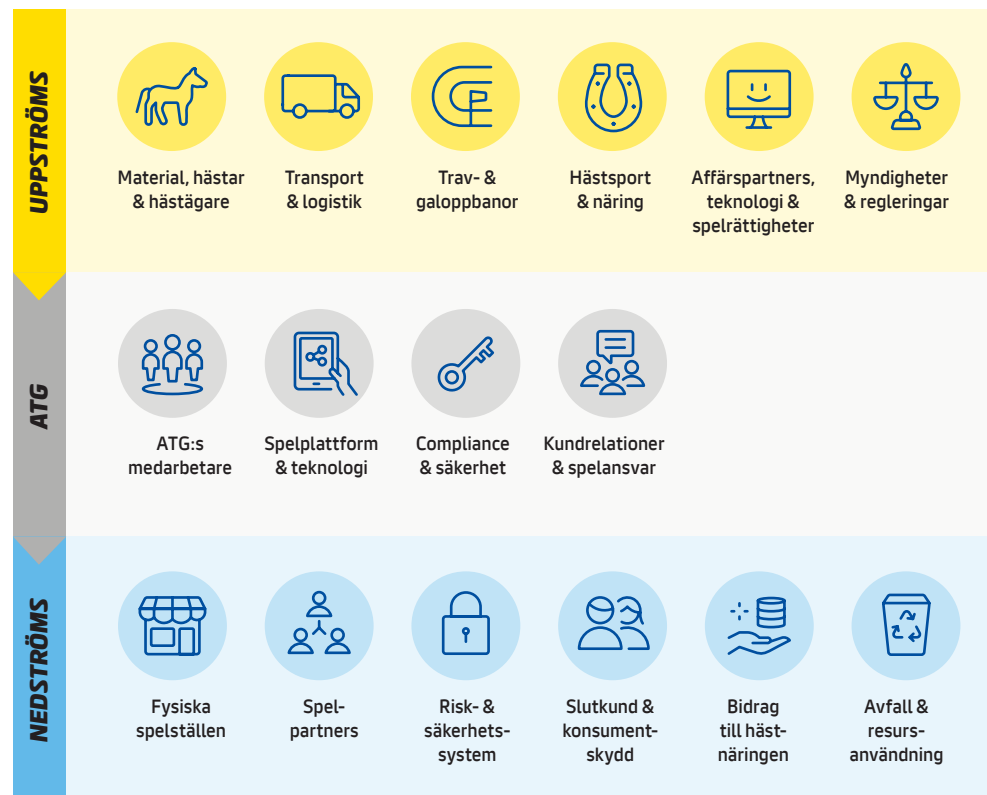 UPPSTRÖMS
Material, hästar
& hästägare
Transport
& logistik
Trav- &
galoppbanor
Hästsport
& näring
Affärspartners,
teknologi &
spelrättigheter
Myndigheter
& regleringar
ATG
ATG:s
medarbetare
Spelplattform
& teknologi
Compliance
& säkerhet
Kundrelationer
& spelansvar
NEDSTRÖMS
Fysiska
spelställen
Spel-
partners
Risk- &
säkerhets-
system
Slutkund &
konsument-
skydd
Bidrag
till häst-
näringen
Avfall &
resurs-
användning